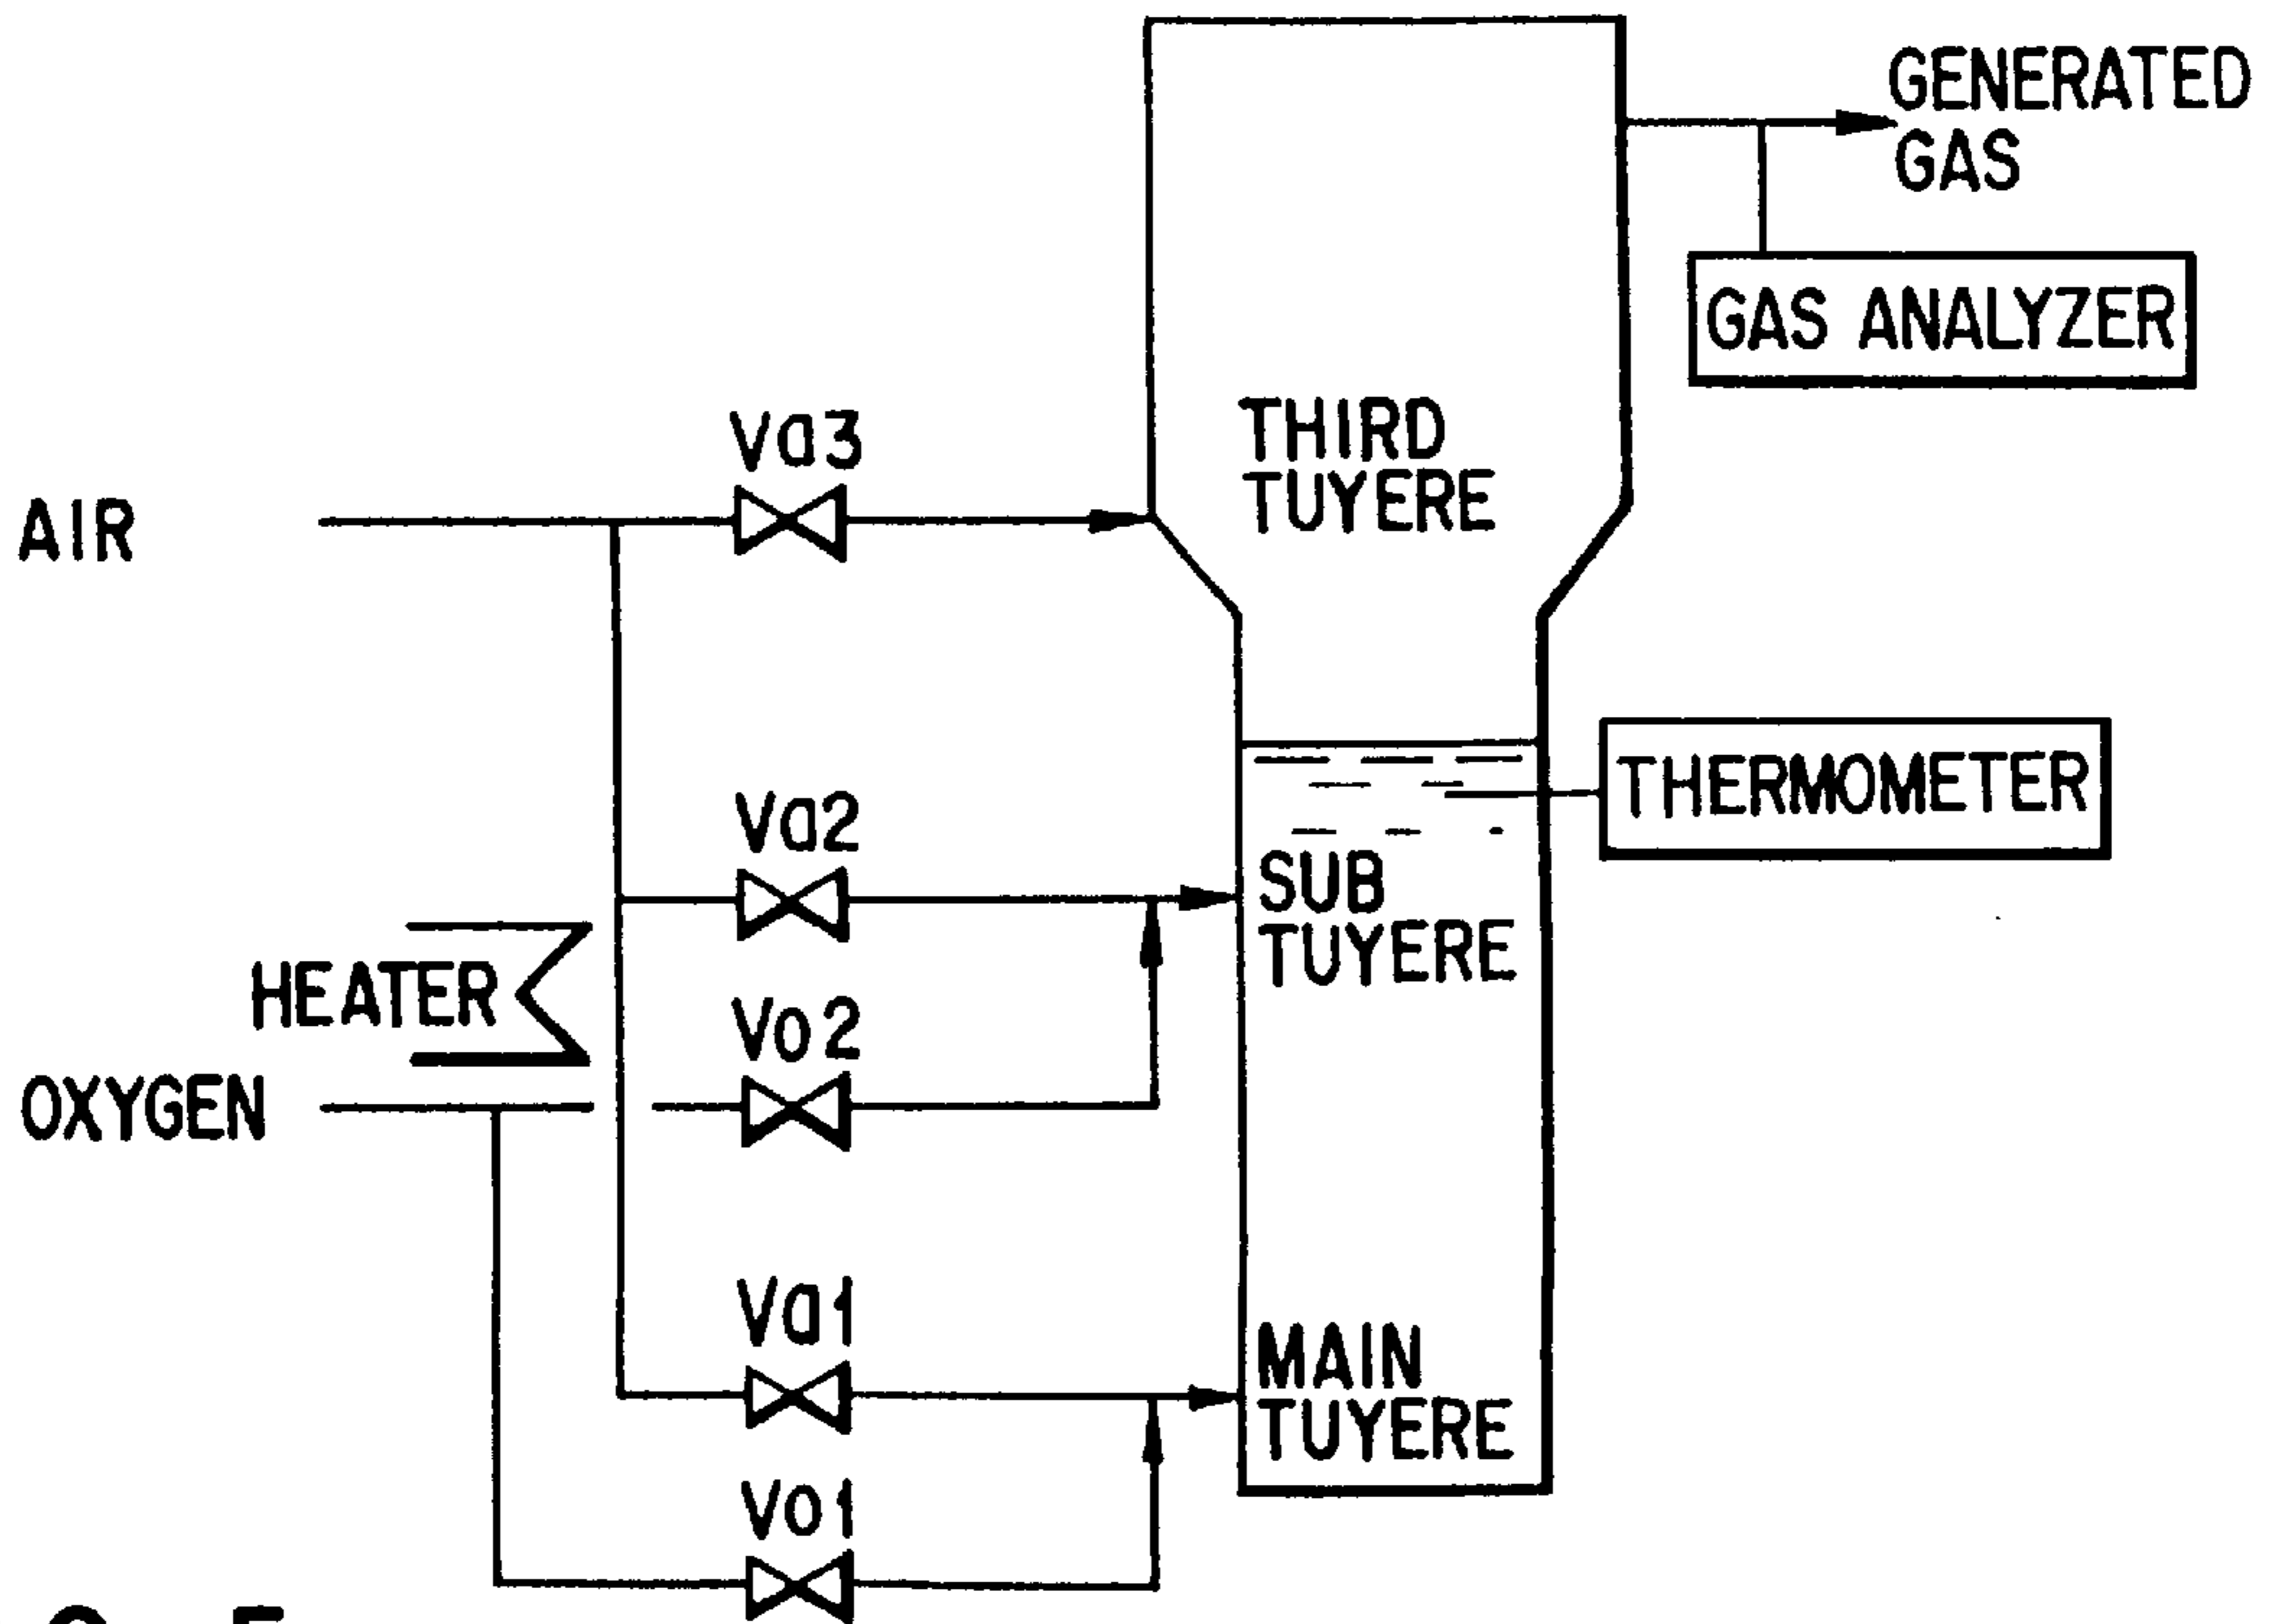 GENERATED
GAS
GAS ANALYZER
THIRD
TUYERE
Va3
AIR
THERMOMETER
Va2
SUB
TUYERE
HEATER
Vo2
OXYGEN
Va1
MAIN
TUYERE
Vo1